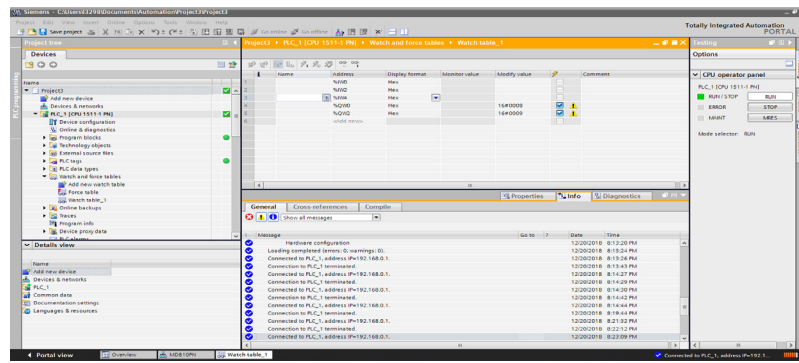 Siemens - C:\Users\13298\Documents\Automation\Project3\Project3
Project Edit View Insert Online Options Tools Window Help
Totally Integrated Automation
PORTAL
Save project
Go online Go offline
Project tree
Project3 PLC_1 [CPU 1511-1 PN] Watch and force tables Watch table_1
Testing
Devices
Options
Name Address Display format Monitor value Modify value Comment
CPU operator panel
Name
1 %IW0 Hex
PLC_1 [CPU 1511-1 PN]
Project3
2 %IW2 Hex
RUN / STOP RUN
Add new device
3 %IW4 Hex
ERROR STOP
Devices & networks
4 %QW0 Hex 16#0008
MAINT MRES
PLC_1 [CPU 1511-1 PN]
5 %QW2 Hex 16#0009
Mode selector: RUN
Device configuration
6 <Add new>
Online & diagnostics
Program blocks
Technology objects
External source files
PLC tags
PLC data types
Watch and force tables
Add new watch table
Force table
Watch table_1
Online backups
Traces
Program info
Device proxy data
Properties Info Diagnostics
General Cross-references Compile
Show all messages
Message Go to ? Date Time
Hardware configuration 12/20/2018 8:13:20 PM
Details view
Loading completed (errors: 0; warnings: 0). 12/20/2018 8:13:24 PM
Connected to PLC_1, address IP=192.168.0.1. 12/20/2018 8:13:26 PM
Name
Connection to PLC_1 terminated. 12/20/2018 8:13:43 PM
Add new device
Connected to PLC_1, address IP=192.168.0.1. 12/20/2018 8:14:27 PM
Devices & networks
Connection to PLC_1 terminated. 12/20/2018 8:14:29 PM
PLC_1
Connected to PLC_1, address IP=192.168.0.1. 12/20/2018 8:14:30 PM
Common data
Connection to PLC_1 terminated. 12/20/2018 8:14:42 PM
Documentation settings
Connected to PLC_1, address IP=192.168.0.1. 12/20/2018 8:14:44 PM
Languages & resources
Connection to PLC_1 terminated. 12/20/2018 8:19:44 PM
Connected to PLC_1, address IP=192.168.0.1. 12/20/2018 8:21:32 PM
Connection to PLC_1 terminated. 12/20/2018 8:22:12 PM
Connected to PLC_1, address IP=192.168.0.1. 12/20/2018 8:23:09 PM
Portal view Overview MDB10PN Watch table_1
Connected to PLC_1, address IP=192.1...